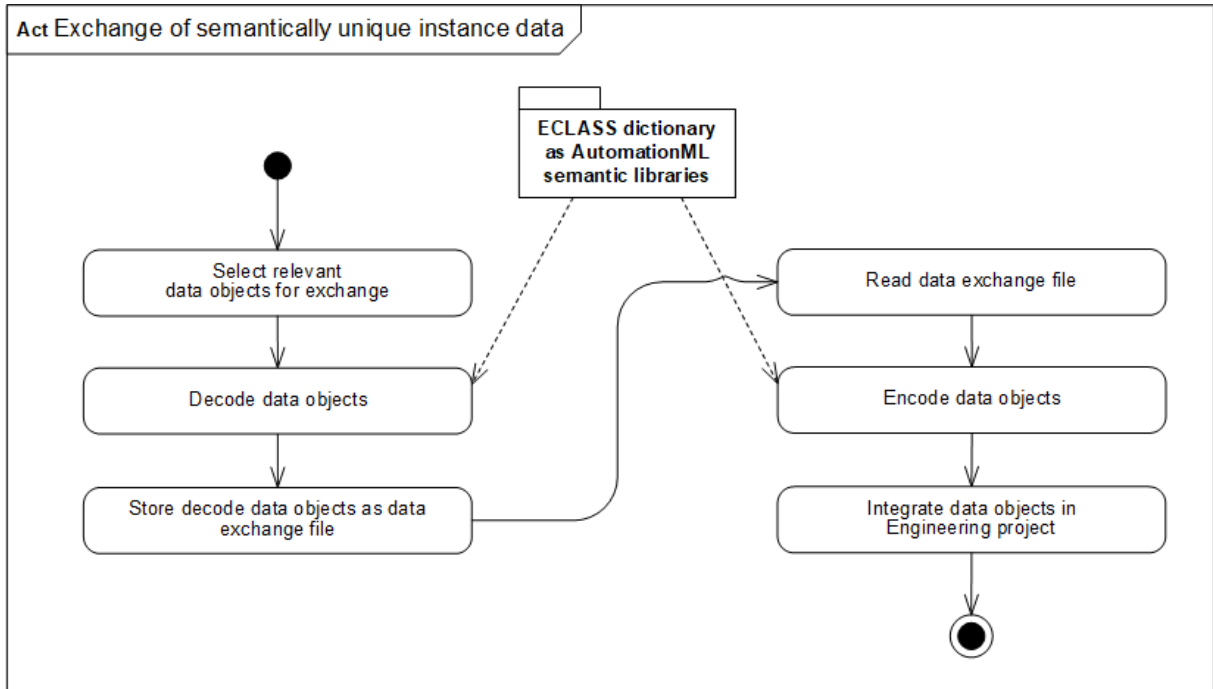 Act Exchange of semantically unique instance data
ECLASS dictionary
as AutomationML
semantic libraries
Select relevant
data objects for exchange
Decode data objects
Store decode data objects as data
exchange file
Read data exchange file
Encode data objects
Integrate data objects in
Engineering project